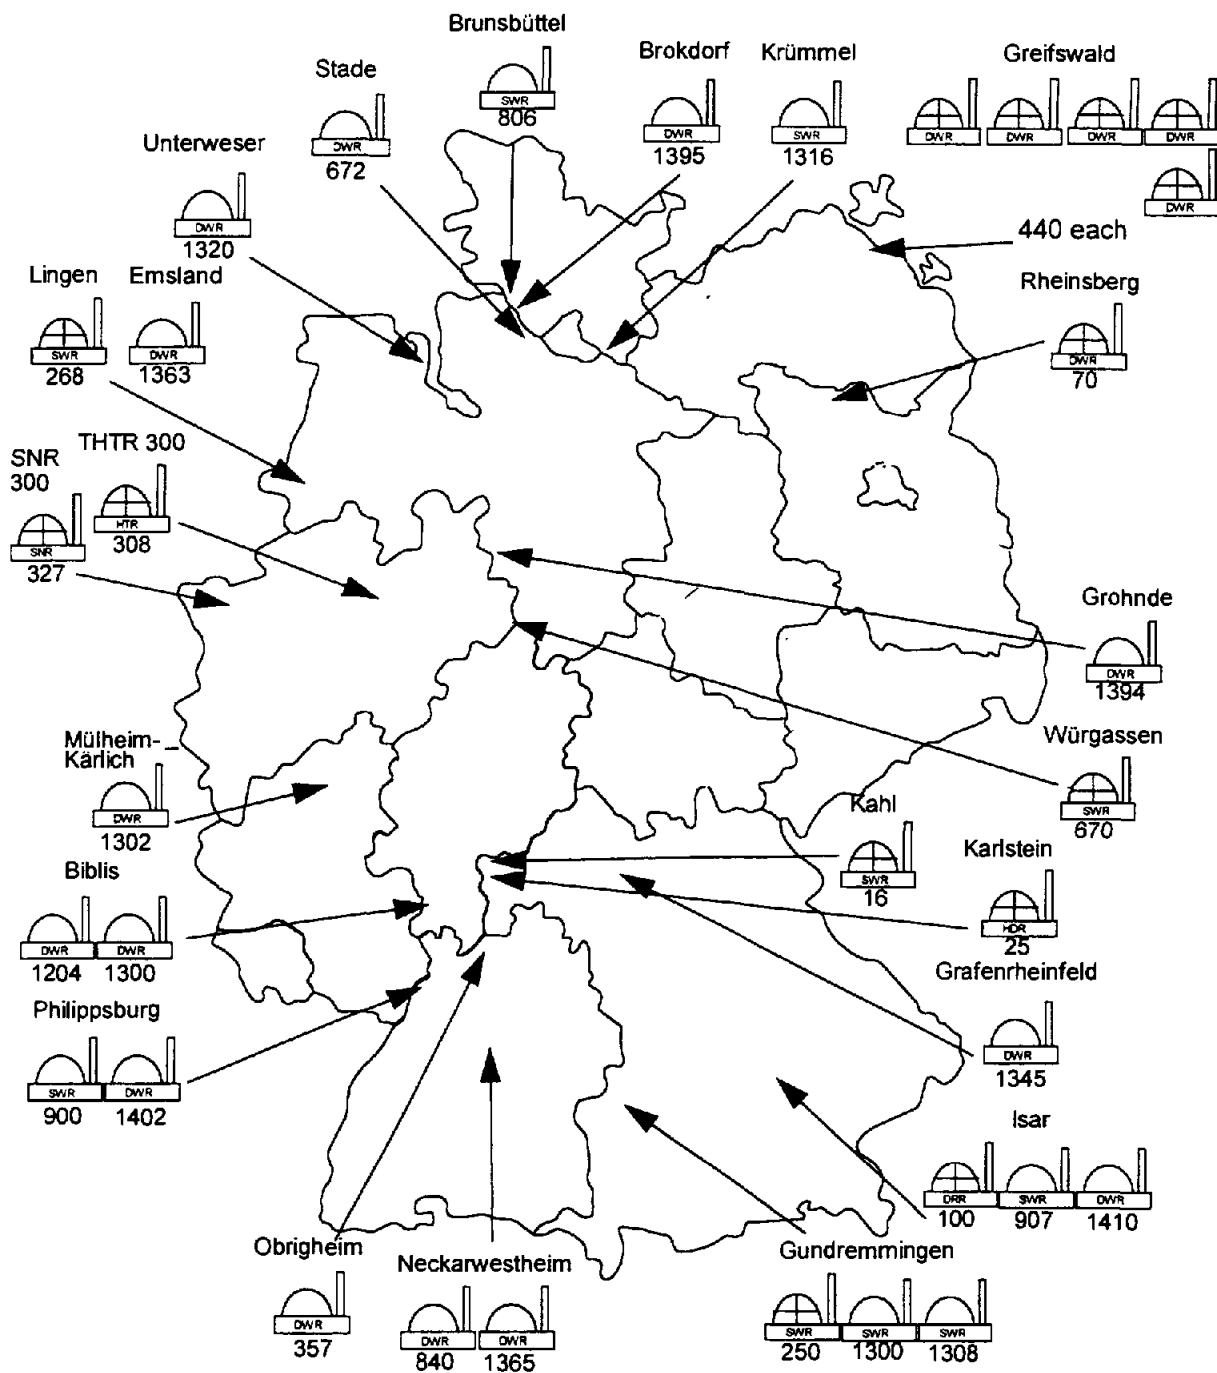 Brunsbüttel
SWR
806
Stade
DWR
672
Brokdorf
DWR
1395
Krümmel
SWR
1316
Greifswald
DWR
DWR
DWR
DWR
DWR
440 each
Unterweser
DWR
1320
Lingen
SWR
268
Emsland
DWR
1363
Rheinsberg
DWR
70
SNR
300
SNR
327
THTR 300
HTR
308
Grohnde
DWR
1394
Würgassen
SWR
670
Mülheim-
Kärlich
DWR
1302
Kahl
SWR
16
Karlstein
HDR
25
Biblis
DWR DWR
1204 1300
Grafenrheinfeld
DWR
1345
Philippsburg
SWR DWR
900 1402
Isar
DRR SWR DWR
100 907 1410
Obrigheim
DWR
357
Neckarwestheim
DWR DWR
840 1365
Gundremmingen
SWR SWR SWR
250 1300 1308